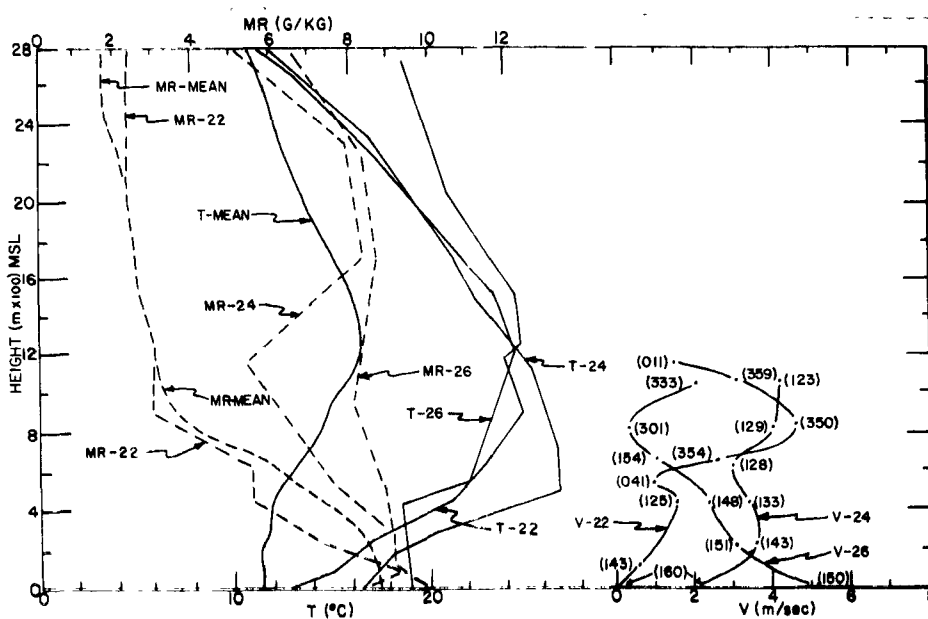 MR (G/KG)
0 2 4 6 8 10 12
28
24
20
16
12
8
4
0
HEIGHT (m x100) MSL
MR-MEAN
MR-22
T-MEAN
MR-24
MR-26
T-24
MR-MEAN
T-26
MR-22
T-22
(011)
(359)
(123)
(333)
(301)
(129)
(350)
(154)
(354)
(128)
(041)
(125)
(148)
(133)
V-22
V-24
(151)
(143)
(143)
(160)
V-26
(150)
0 10 20
T (°C)
0 2 4 6 8
V (m/sec)